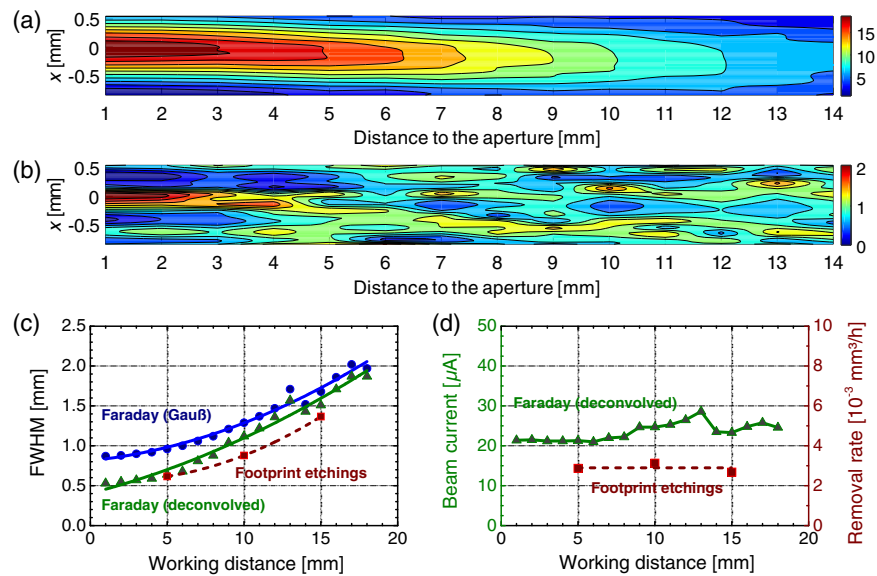 (a)
x [mm]
0.5
0
-0.5
1 2 3 4 5 6 7 8 9 10 11 12 13 14
Distance to the aperture [mm]
15
10
5
(b)
x [mm]
0.5
0
-0.5
1 2 3 4 5 6 7 8 9 10 11 12 13 14
Distance to the aperture [mm]
2
1
0
(c)
FWHM [mm]
2.5
2.0
1.5
1.0
0.5
0.0
Faraday (Gauß)
Footprint etchings
Faraday (deconvolved)
0 5 10 15 20
Working distance [mm]
(d)
Beam current [µA]
50
40
30
20
10
0
Faraday (deconvolved)
Footprint etchings
0 5 10 15 20
Working distance [mm]
10
8
6
4
2
0
Removal rate [10⁻³ mm³/h]